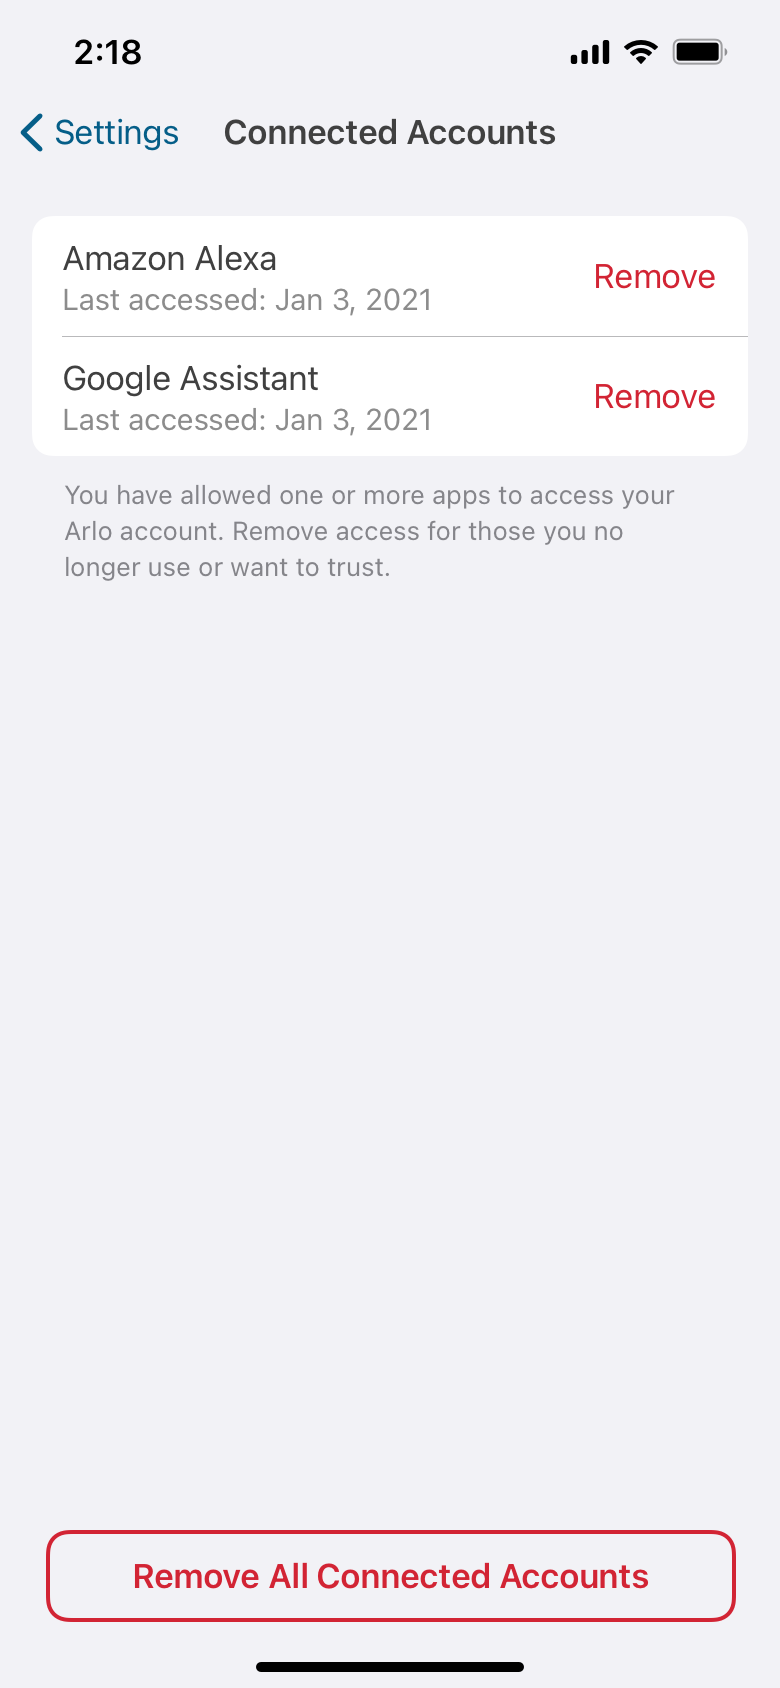 2:18
Settings
Connected Accounts
Amazon Alexa
Last accessed: Jan 3, 2021
Remove
Google Assistant
Last accessed: Jan 3, 2021
Remove
You have allowed one or more apps to access your
Arlo account. Remove access for those you no
longer use or want to trust.
Remove All Connected Accounts